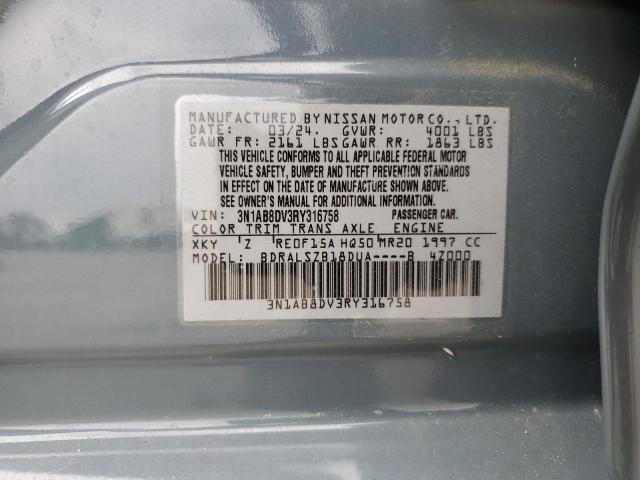 MANUFACTURED BY NISSAN MOTOR CO., LTD.
DATE: 03/24. GVWR: 4001 LBS
GAWR FR: 2161 LBS GAWR RR: 1863 LBS
THIS VEHICLE CONFORMS TO ALL APPLICABLE FEDERAL MOTOR
VEHICLE SAFETY, BUMPER AND THEFT PREVENTION STANDARDS
IN EFFECT ON THE DATE OF MANUFACTURE SHOWN ABOVE.
SEE OWNER'S MANUAL FOR ADDITIONAL INFORMATION.
VIN: 3N1AB8DV3RY316758 PASSENGER CAR.
COLOR TRIM TRANS AXLE ENGINE
XKY Z RE0F15A HQ50 MR20 1997 CC
MODEL: BDRALSZB18DUA----B 4Z000
3N1AB8DV3RY316758